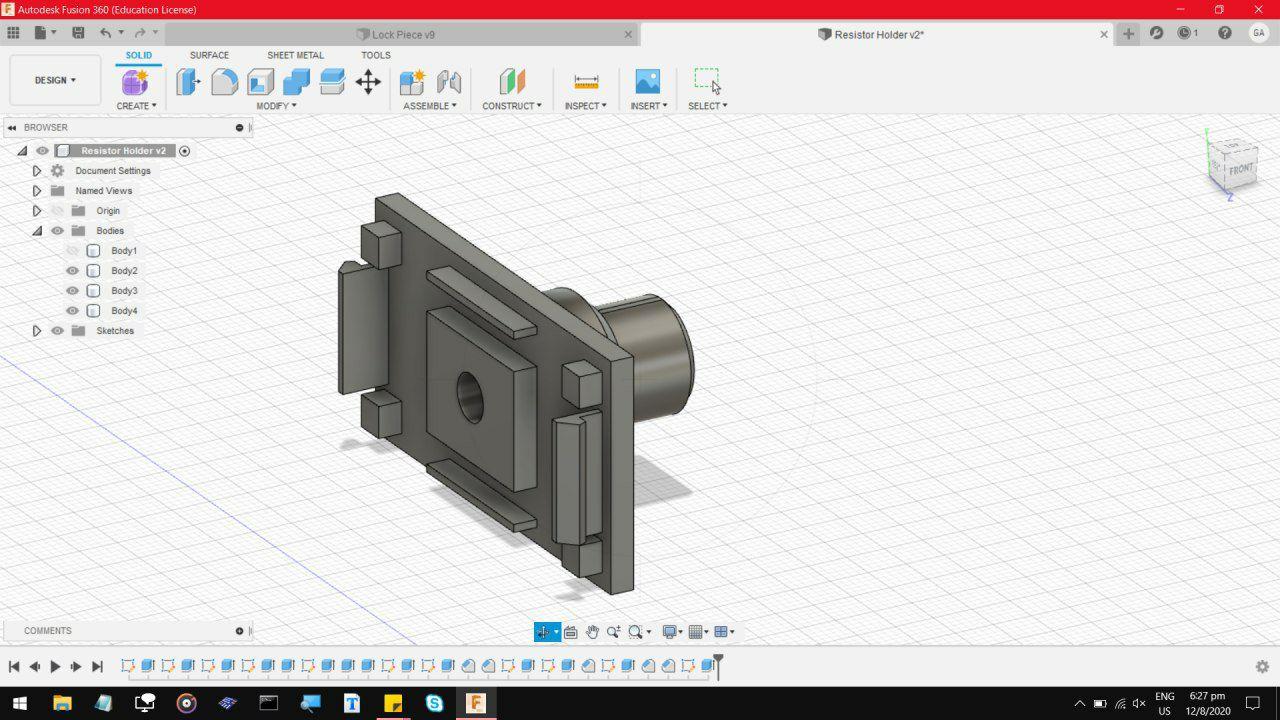 Autodesk Fusion 360 (Education License)
Lock Piece v9
Resistor Holder v2*
1
GA
DESIGN
SOLID
SURFACE
SHEET METAL
TOOLS
CREATE
MODIFY
ASSEMBLE
CONSTRUCT
INSPECT
INSERT
SELECT
BROWSER
Resistor Holder v2
Document Settings
Named Views
Origin
Bodies
Body1
Body2
Body3
Body4
Sketches
FRONT
Y
Z
COMMENTS
ENG
US
6:27 pm
12/8/2020